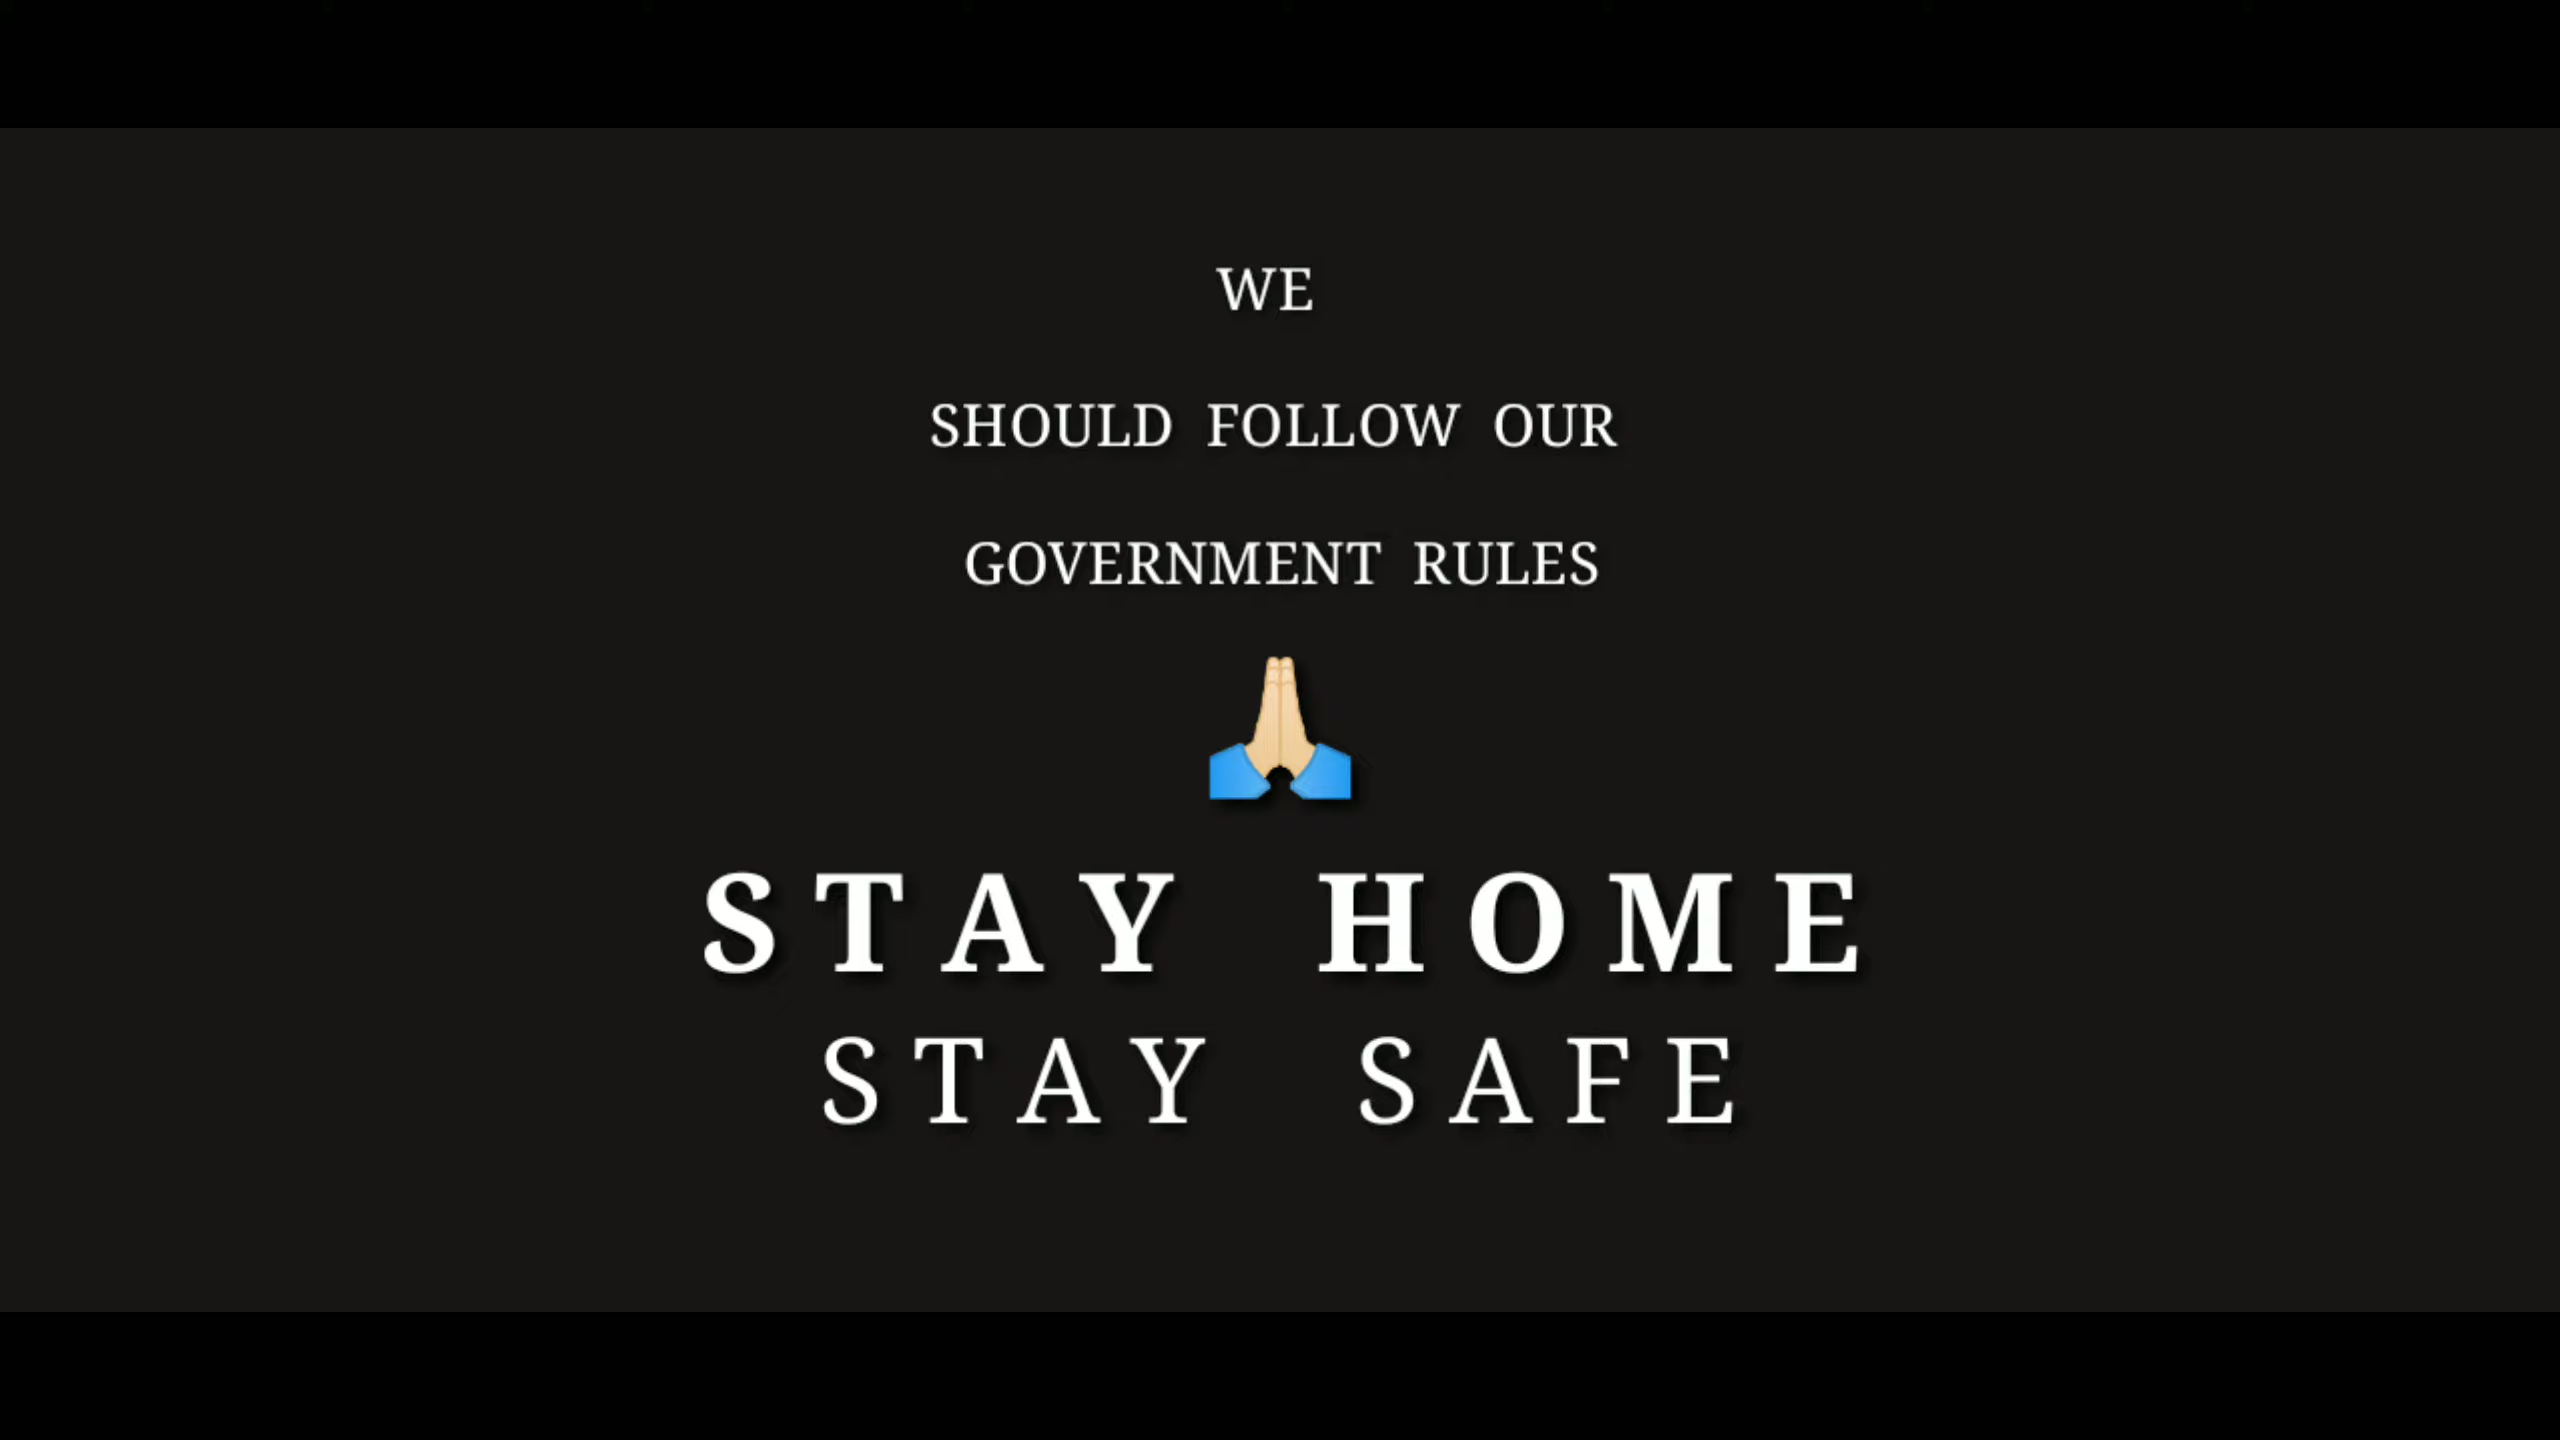 WE
SHOULD FOLLOW OUR
GOVERNMENT RULES
🙏🏻
STAY HOME
STAY SAFE